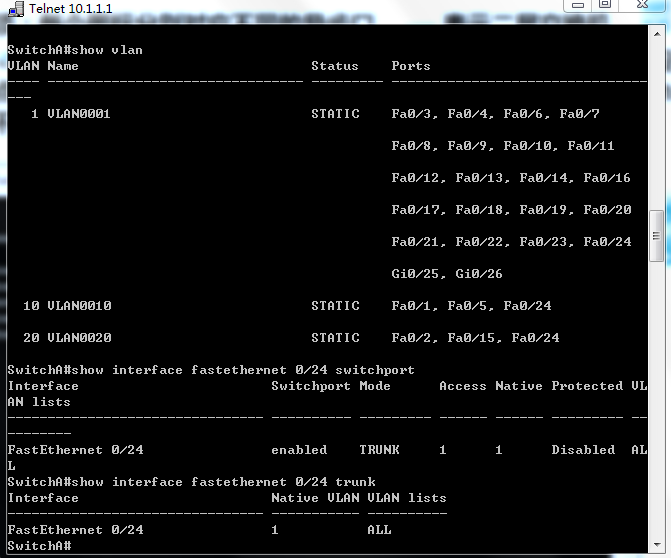 Telnet 10.1.1.1
SwitchA#show vlan
VLAN Name                             Status    Ports
---- -------------------------------- --------- --------------------------------
---
   1 VLAN0001                         STATIC    Fa0/3, Fa0/4, Fa0/6, Fa0/7
                                                Fa0/8, Fa0/9, Fa0/10, Fa0/11
                                                Fa0/12, Fa0/13, Fa0/14, Fa0/16
                                                Fa0/17, Fa0/18, Fa0/19, Fa0/20
                                                Fa0/21, Fa0/22, Fa0/23, Fa0/24
                                                Gi0/25, Gi0/26
  10 VLAN0010                         STATIC    Fa0/1, Fa0/5, Fa0/24
  20 VLAN0020                         STATIC    Fa0/2, Fa0/15, Fa0/24
SwitchA#show interface fastethernet 0/24 switchport
Interface                        Switchport Mode      Access Native Protected VL
AN lists
-------------------------------- ---------- --------- ------ ------ --------- --
--------
FastEthernet 0/24                enabled    TRUNK     1      1      Disabled  AL
L
SwitchA#show interface fastethernet 0/24 trunk
Interface                        Native VLAN VLAN lists
-------------------------------- ----------- ----------
FastEthernet 0/24                1           ALL
SwitchA#